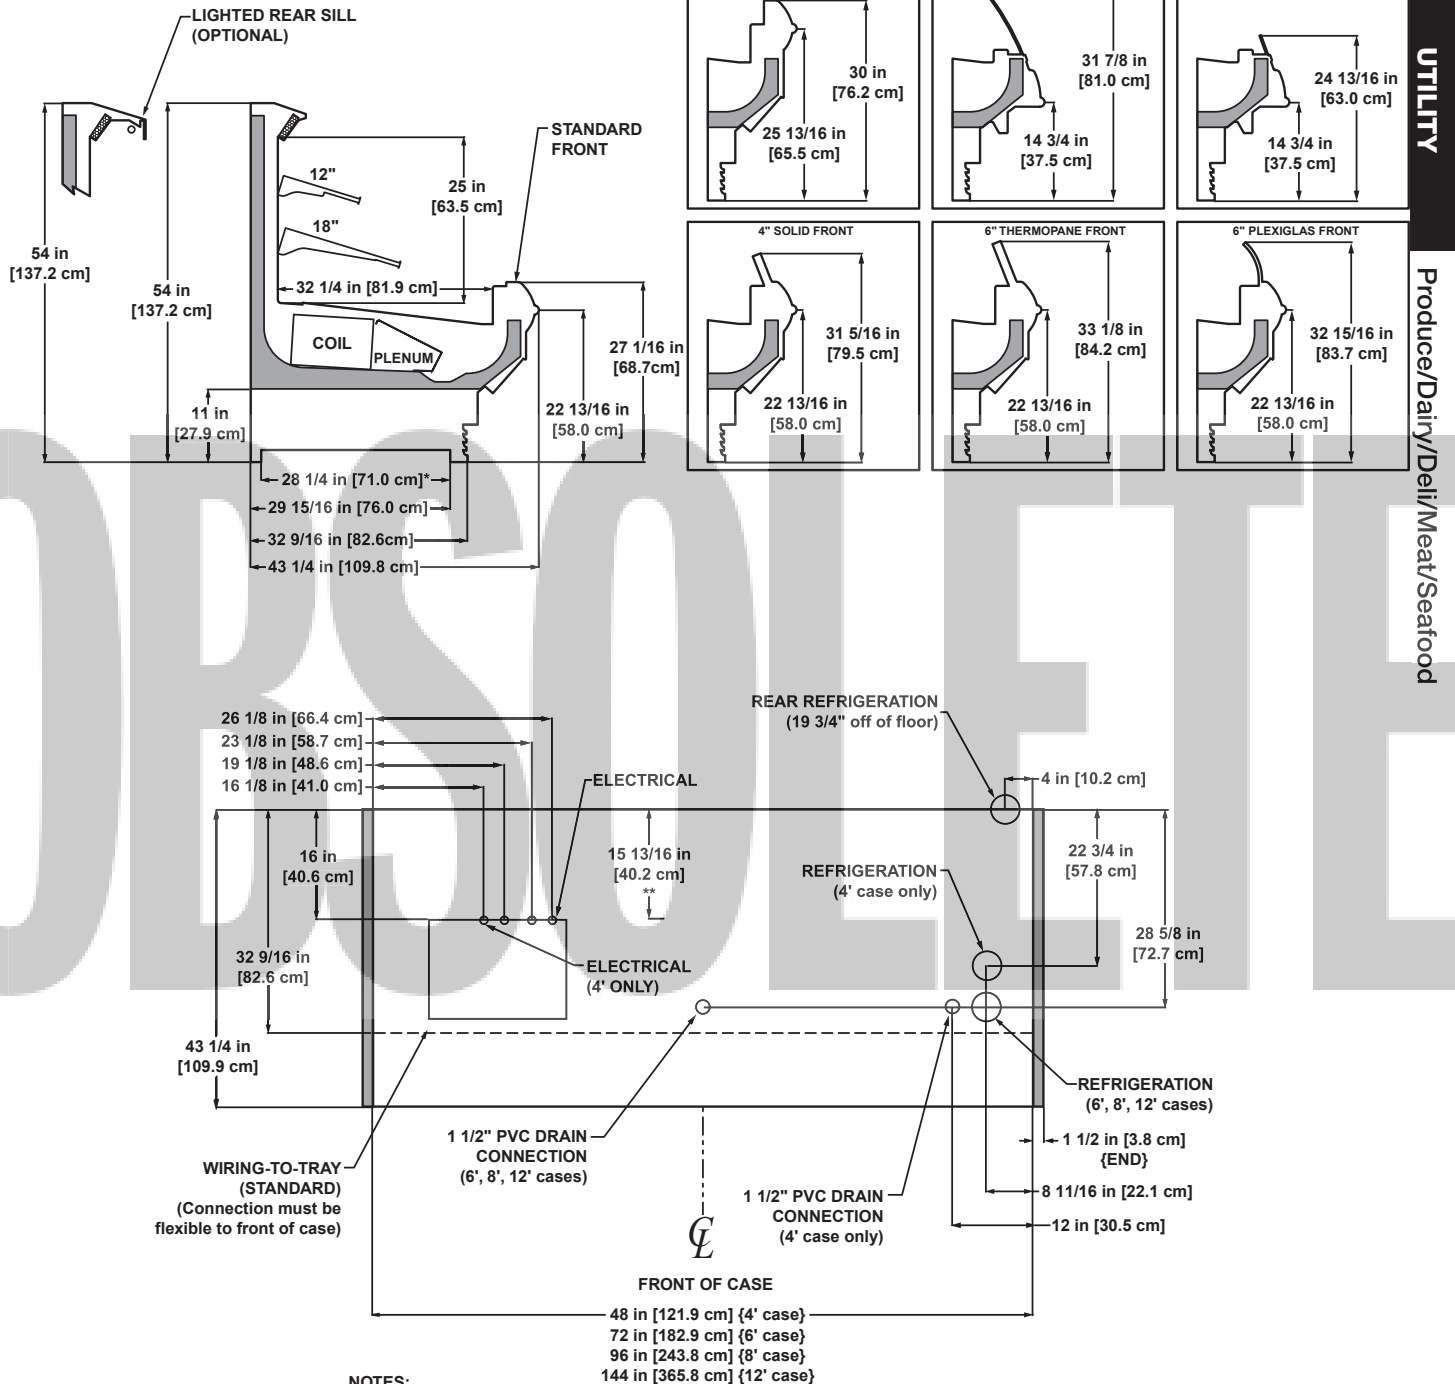 LIGHTED REAR SILL
(OPTIONAL)
STANDARD
FRONT
12"
18"
25 in
[63.5 cm]
54 in
[137.2 cm]
54 in
[137.2 cm]
32 1/4 in [81.9 cm]
COIL
PLENUM
27 1/16 in
[68.7cm]
22 13/16 in
[58.0 cm]
11 in
[27.9 cm]
28 1/4 in [71.0 cm]*
29 15/16 in [76.0 cm]
32 9/16 in [82.6cm]
43 1/4 in [109.8 cm]
30 in
[76.2 cm]
25 13/16 in
[65.5 cm]
31 7/8 in
[81.0 cm]
14 3/4 in
[37.5 cm]
24 13/16 in
[63.0 cm]
14 3/4 in
[37.5 cm]
4" SOLID FRONT
31 5/16 in
[79.5 cm]
22 13/16 in
[58.0 cm]
6" THERMOPANE FRONT
33 1/8 in
[84.2 cm]
22 13/16 in
[58.0 cm]
6" PLEXIGLAS FRONT
32 15/16 in
[83.7 cm]
22 13/16 in
[58.0 cm]
UTILITY
Produce/Dairy/Deli/Meat/Seafood
OBSOLETE
26 1/8 in [66.4 cm]
23 1/8 in [58.7 cm]
19 1/8 in [48.6 cm]
16 1/8 in [41.0 cm]
ELECTRICAL
REAR REFRIGERATION
(19 3/4" off of floor)
4 in [10.2 cm]
16 in
[40.6 cm]
15 13/16 in
[40.2 cm]
**
22 3/4 in
[57.8 cm]
REFRIGERATION
(4' case only)
28 5/8 in
[72.7 cm]
32 9/16 in
[82.6 cm]
ELECTRICAL
(4' ONLY)
43 1/4 in
[109.9 cm]
REFRIGERATION
(6', 8', 12' cases)
1 1/2" PVC DRAIN
CONNECTION
(6', 8', 12' cases)
1 1/2 in [3.8 cm]
{END}
WIRING-TO-TRAY
(STANDARD)
(Connection must be
flexible to front of case)
1 1/2" PVC DRAIN
CONNECTION
(4' case only)
8 11/16 in [22.1 cm]
12 in [30.5 cm]
CL
FRONT OF CASE
48 in [121.9 cm] {4' case}
72 in [182.9 cm] {6' case}
96 in [243.8 cm] {8' case}
144 in [365.8 cm] {12' case}
NOTES: